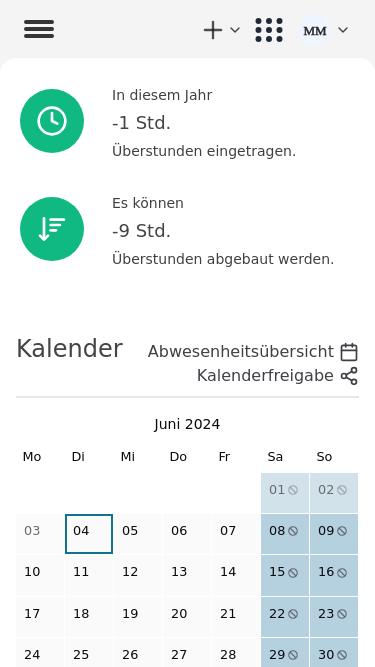 MM
In diesem Jahr
-1 Std.
Überstunden eingetragen.
Es können
-9 Std.
Überstunden abgebaut werden.
Kalender
Abwesenheitsübersicht
Kalenderfreigabe
Juni 2024
Mo Di Mi Do Fr Sa So
01 02
03 04 05 06 07 08 09
10 11 12 13 14 15 16
17 18 19 20 21 22 23
24 25 26 27 28 29 30